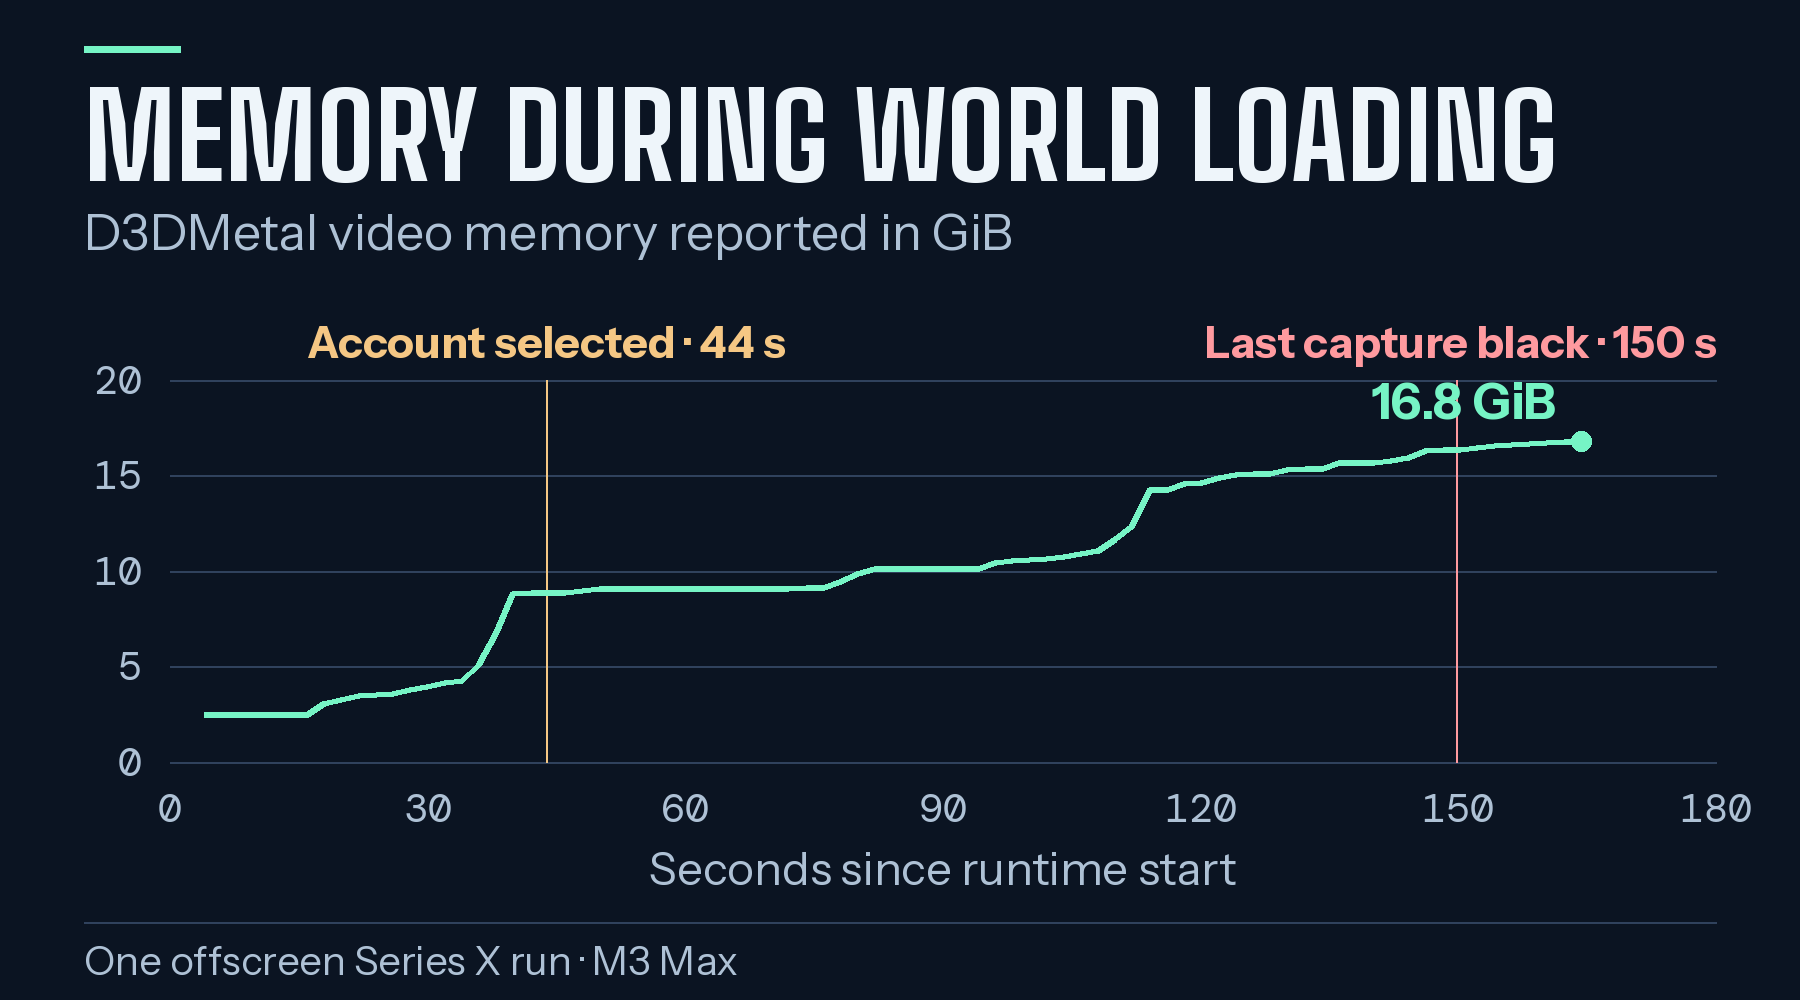 MEMORY DURING WORLD LOADING
D3DMetal video memory reported in GiB
Account selected · 44 s
Last capture black · 150 s
20
16.8 GiB
15
10
5
0
0 30 60 90 120 150 180
Seconds since runtime start
One offscreen Series X run · M3 Max